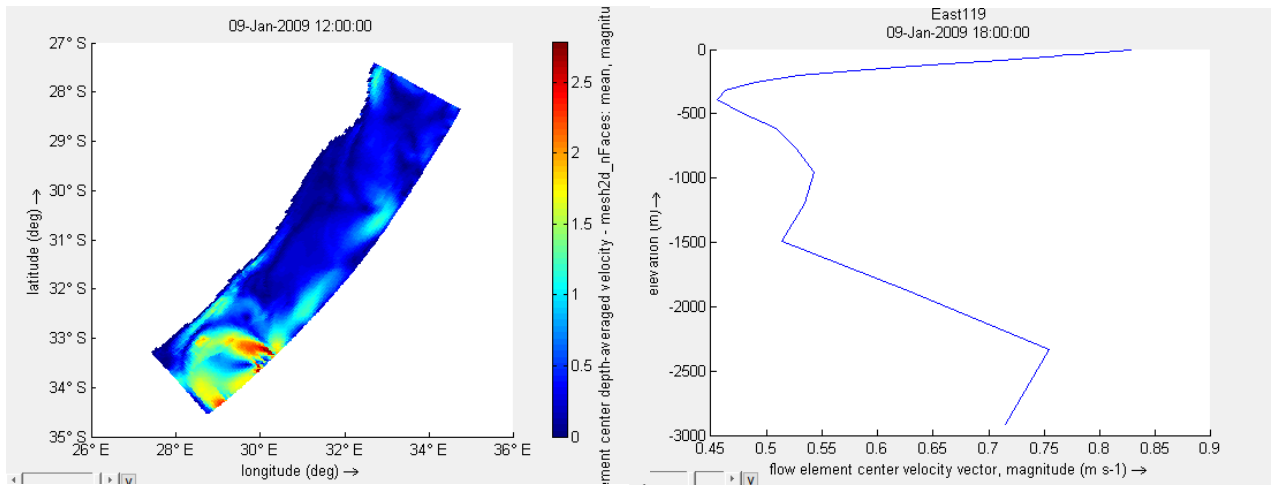 09-Jan-2009 12:00:00
27° S
28° S
29° S
30° S
31° S
32° S
33° S
34° S
35° S
latitude (deg) →
26° E
28° E
30° E
32° E
34° E
36° E
longitude (deg) →
2.5
2
1.5
1
0.5
0
element center depth-averaged velocity - mesh2d_nFaces: mean, magnitu
V
East119
09-Jan-2009 18:00:00
0
-500
-1000
-1500
-2000
-2500
-3000
elevation (m) →
0.45
0.5
0.55
0.6
0.65
0.7
0.75
0.8
0.85
0.9
flow element center velocity vector, magnitude (m s-1) →
V